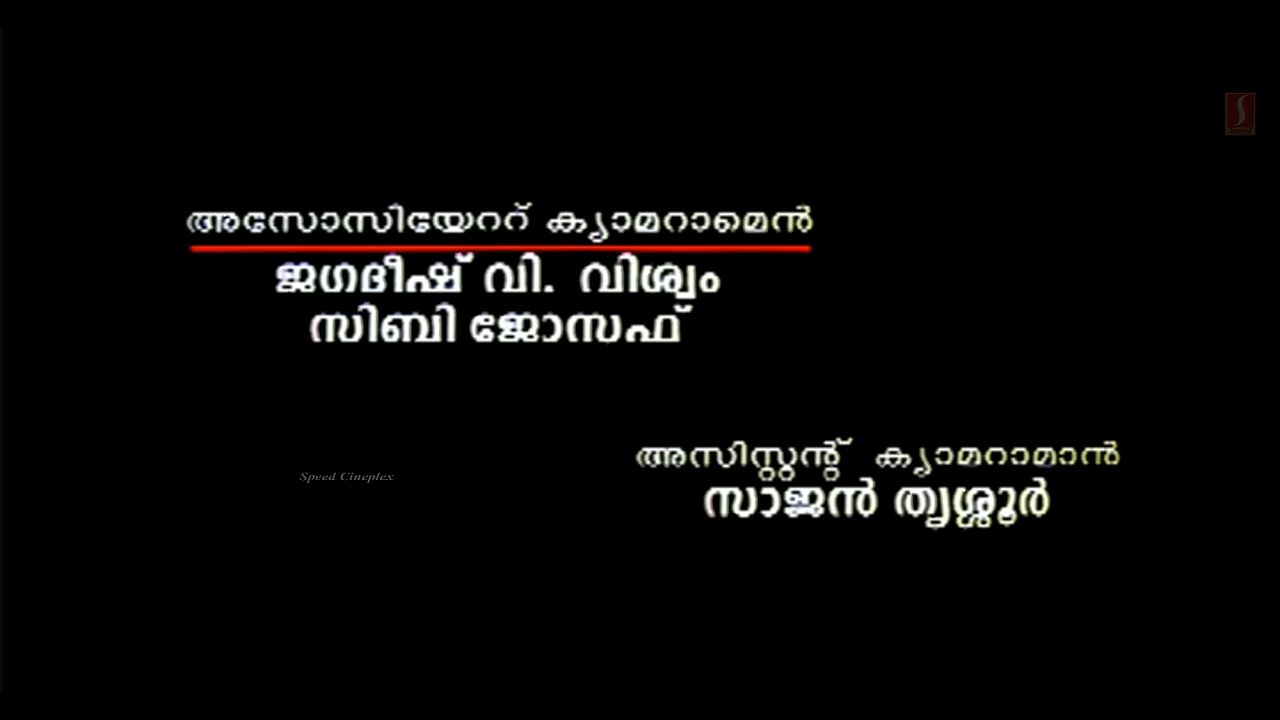 അസോസിയേററ് ക്യാമറാമെൻ
ജഗദീഷ് വി. വിശ്വം
സിബി ജോസഫ്
അസിസ്റ്റന്റ് ക്യാമറാമാൻ
Speed Cineplex
സാജൻ തൃശ്ശൂർ